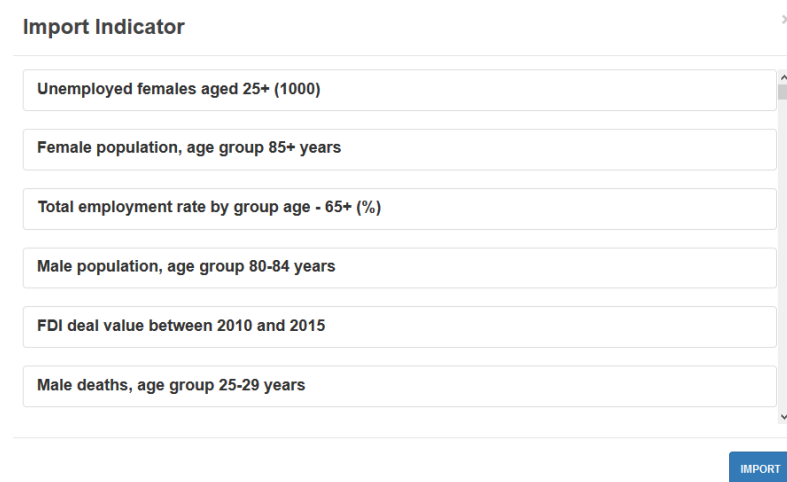 Import Indicator
Unemployed females aged 25+ (1000)
Female population, age group 85+ years
Total employment rate by group age - 65+ (%)
Male population, age group 80-84 years
FDI deal value between 2010 and 2015
Male deaths, age group 25-29 years
IMPORT